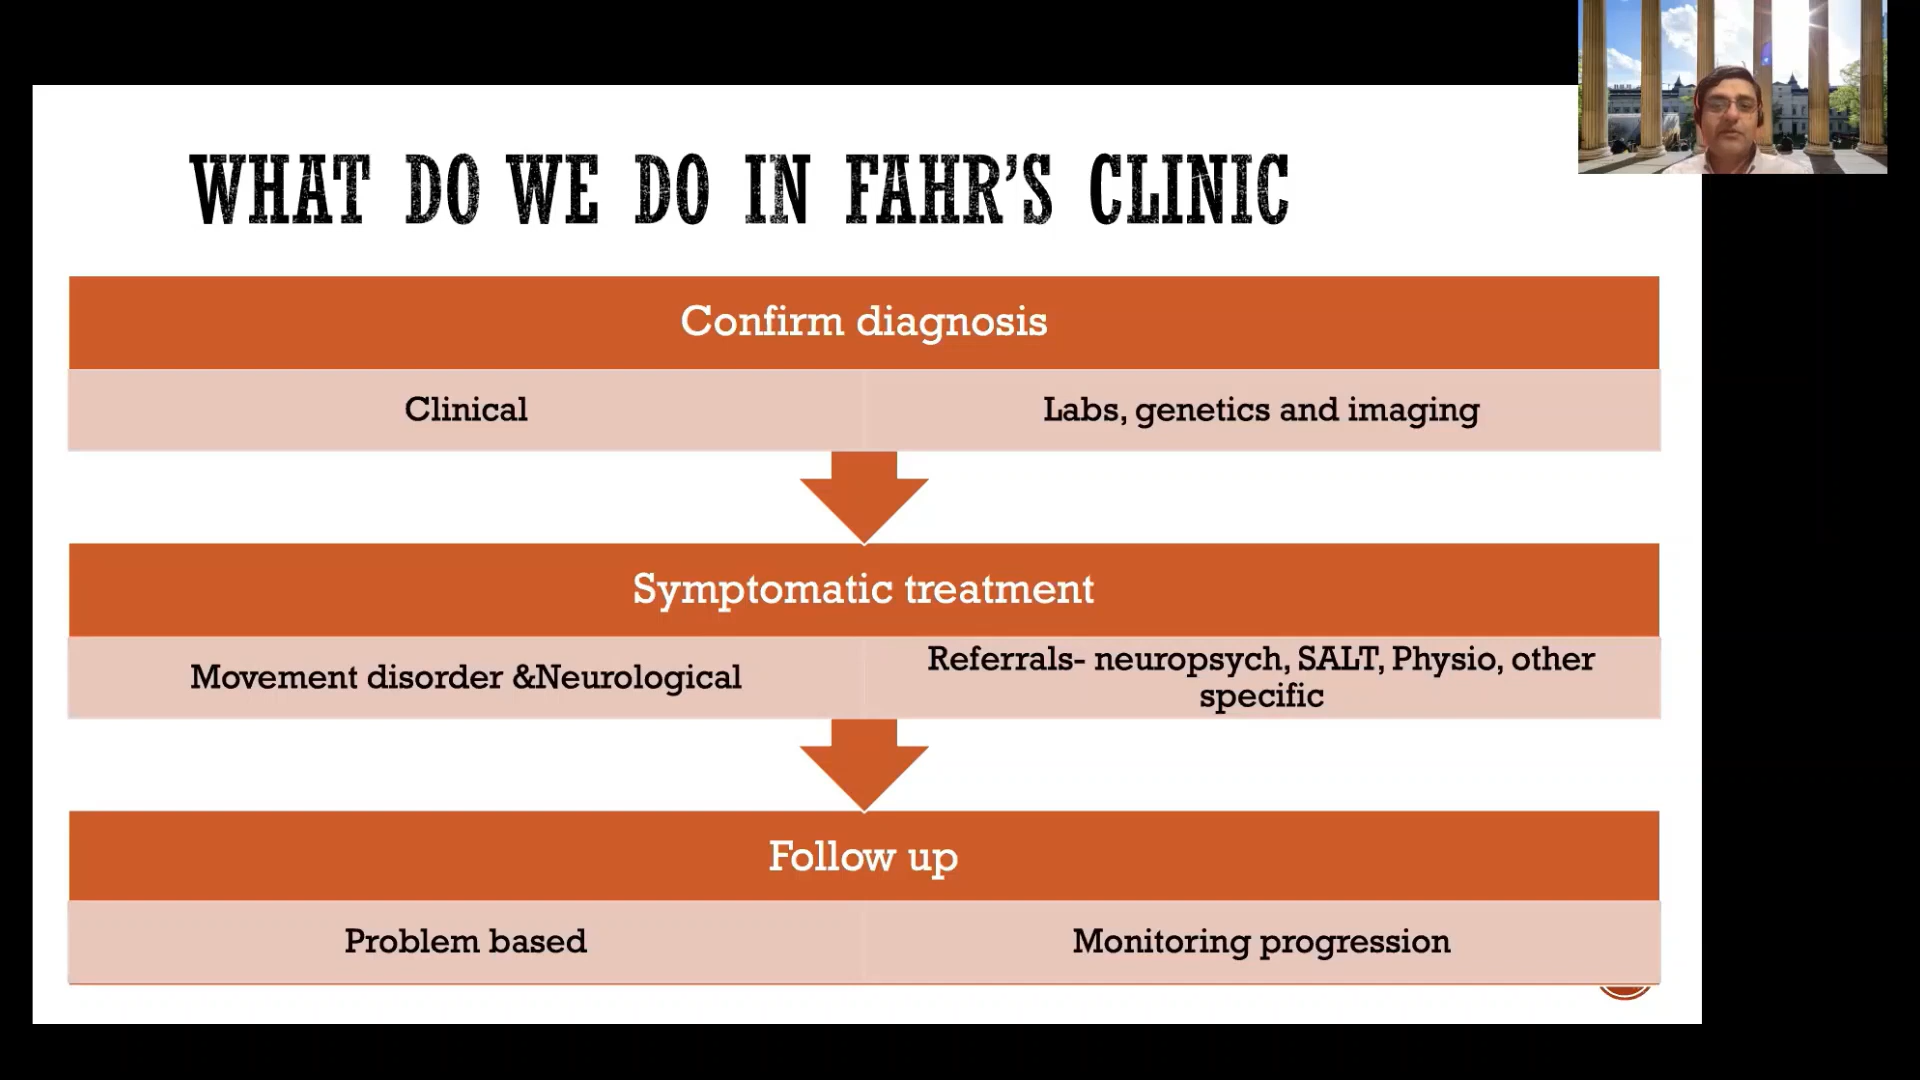 WHAT DO WE DO IN FAHR'S CLINIC
Confirm diagnosis
Clinical
Labs, genetics and imaging
Symptomatic treatment
Movement disorder &Neurological
Referrals- neuropsych, SALT, Physio, other
specific
Follow up
Problem based
Monitoring progression